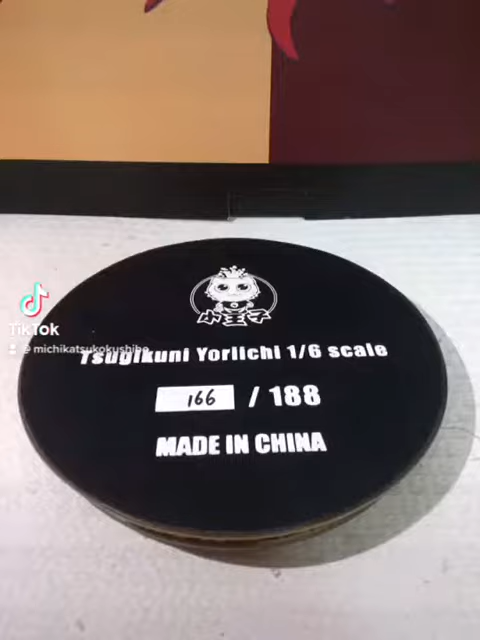 小王子
TikTok
@michikatsukokushibo
Tsugikuni Yoriichi 1/6 scale
166 / 188
MADE IN CHINA